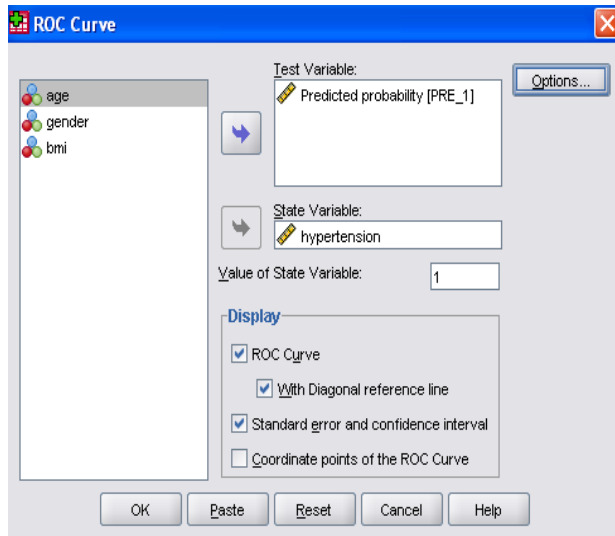 ROC Curve
age
gender
bmi
Test Variable:
Predicted probability [PRE_1]
Options...
State Variable:
hypertension
Value of State Variable:
1
Display
ROC Curve
With Diagonal reference line
Standard error and confidence interval
Coordinate points of the ROC Curve
OK
Paste
Reset
Cancel
Help